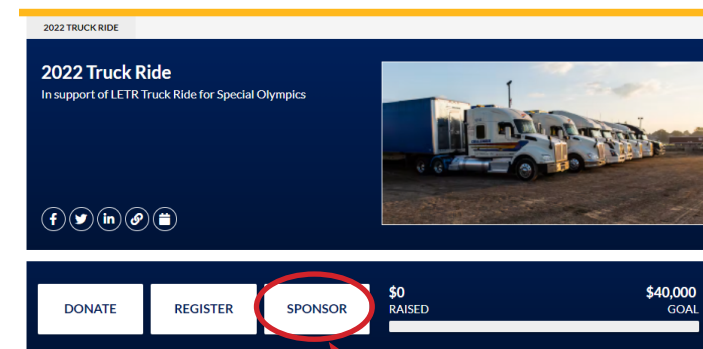 2022 TRUCK RIDE
2022 Truck Ride
In support of LETR Truck Ride for Special Olympics
DONATE
REGISTER
SPONSOR
$0
RAISED
$40,000
GOAL